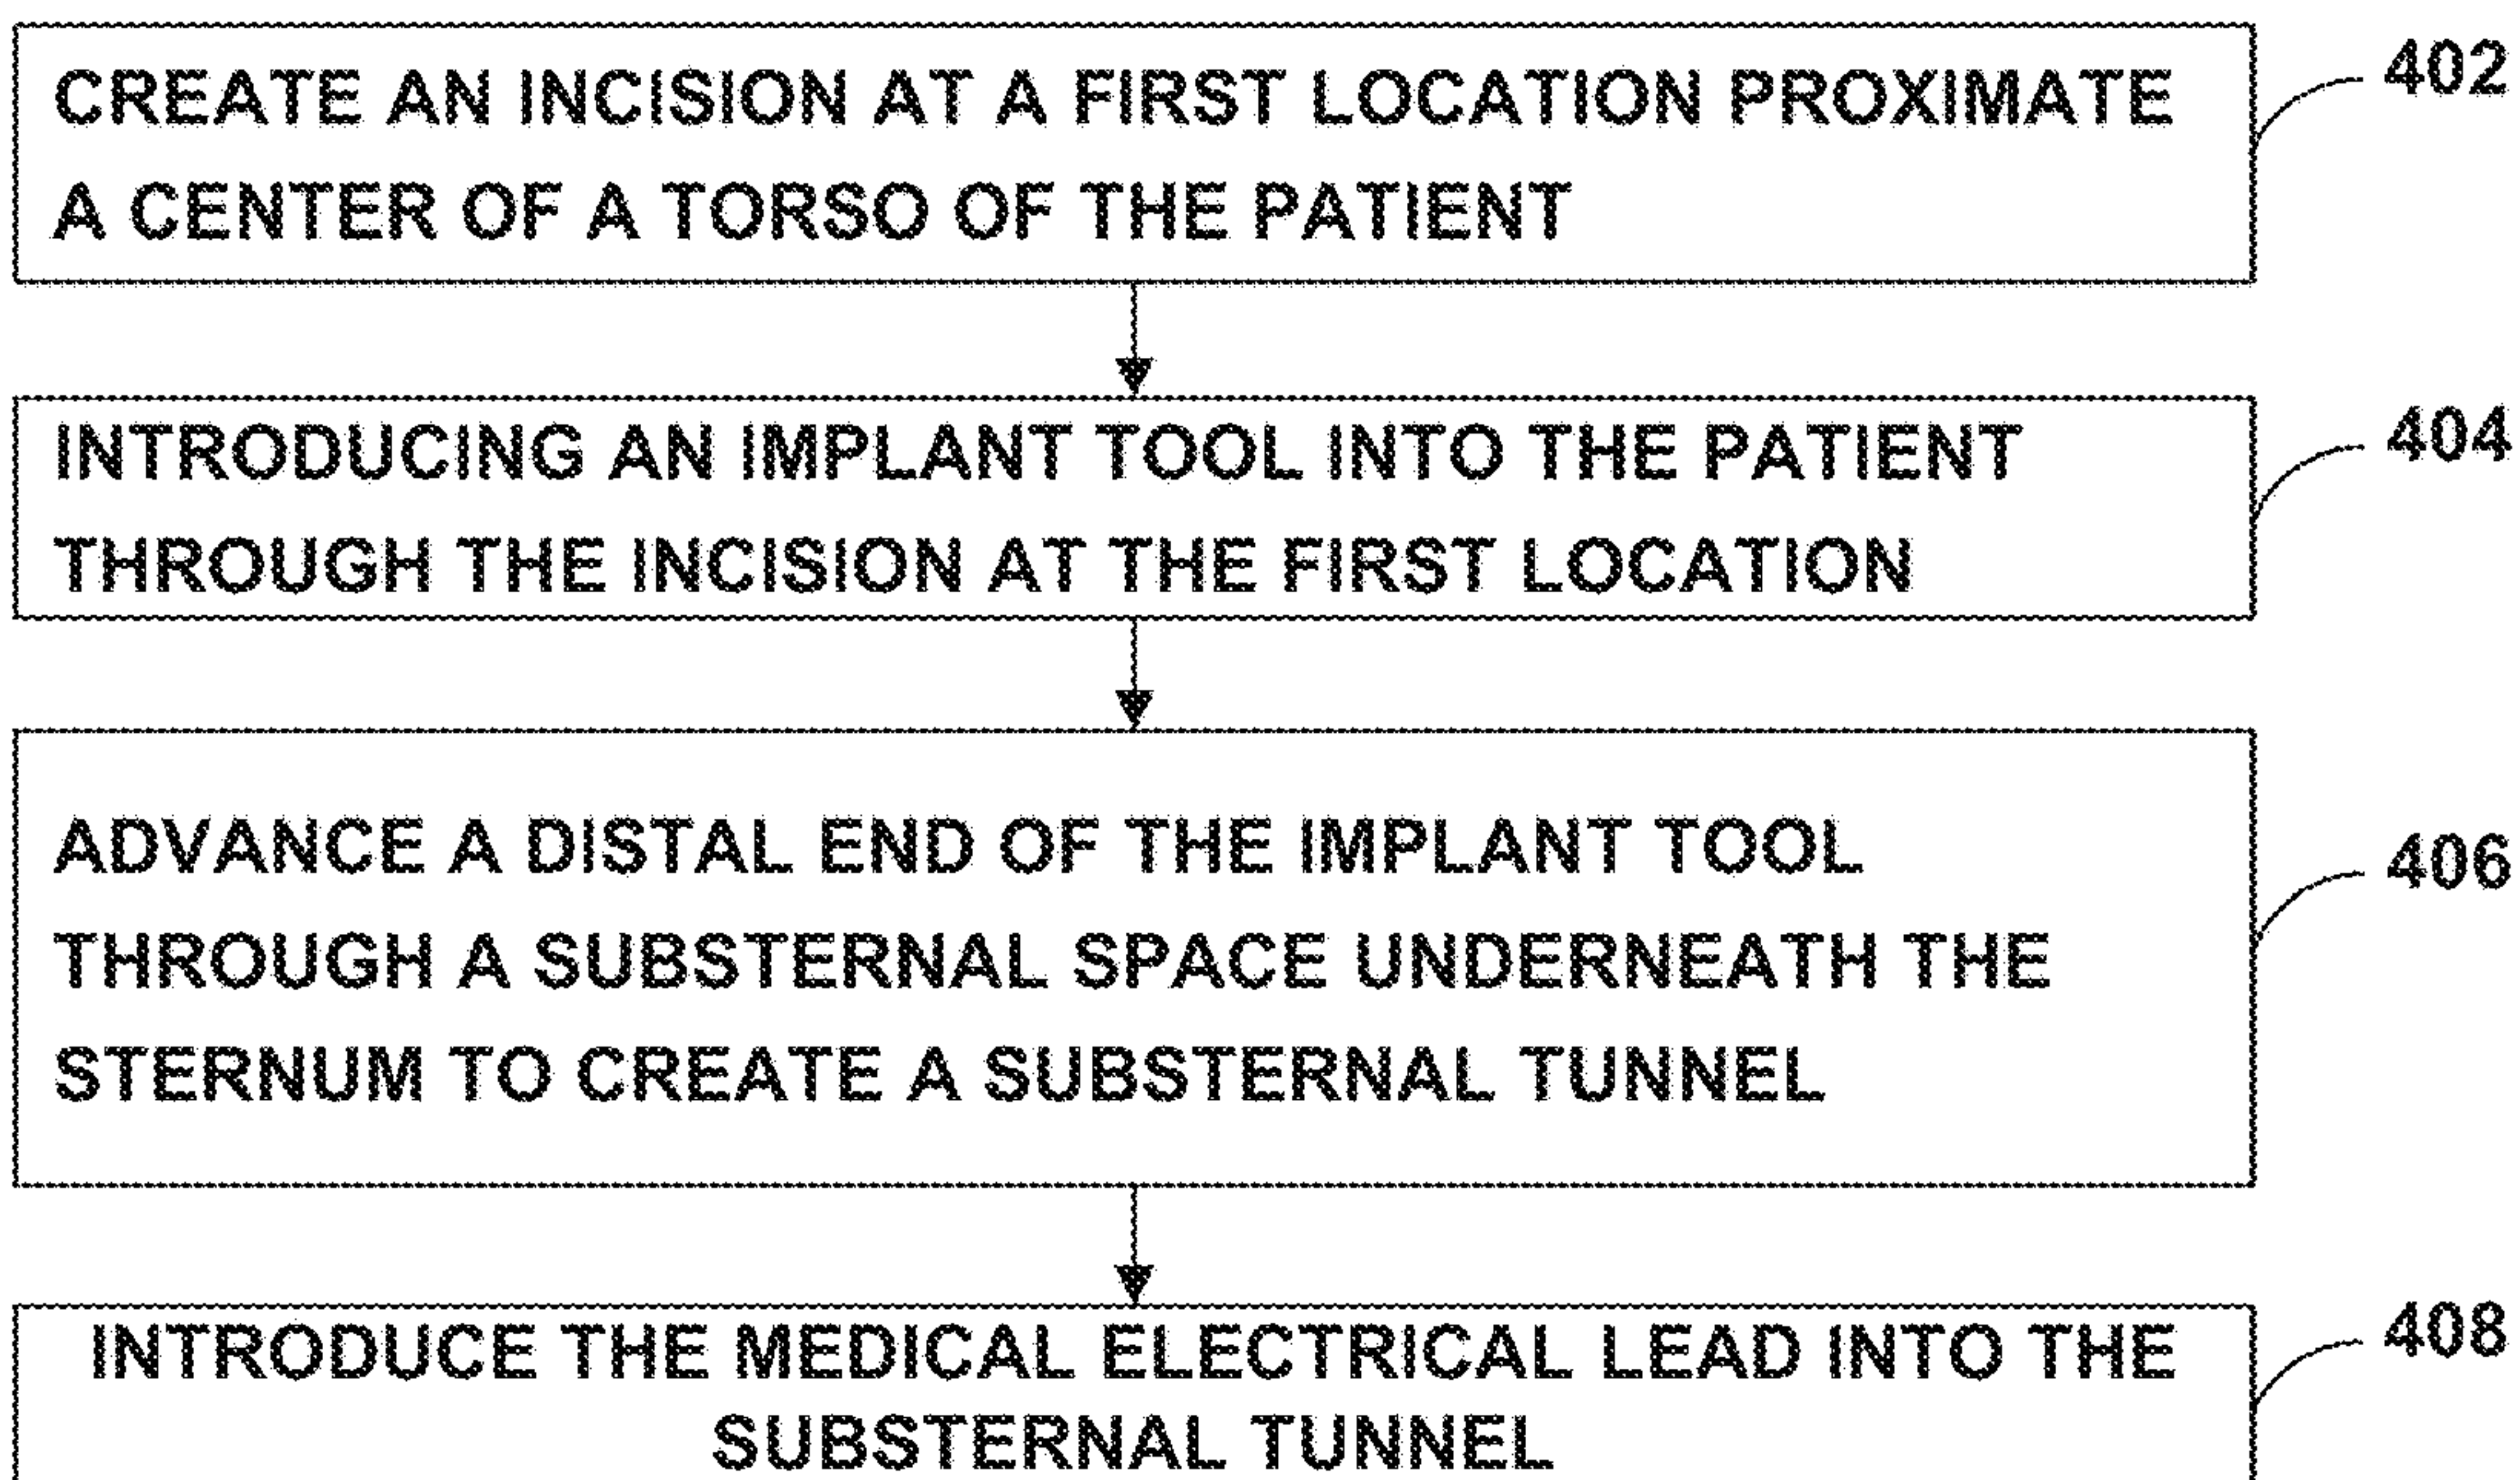 CREATE AN INCISION AT A FIRST LOCATION PROXIMATE
A CENTER OF A TORSO OF THE PATIENT
402
INTRODUCING AN IMPLANT TOOL INTO THE PATIENT
THROUGH THE INCISION AT THE FIRST LOCATION
404
ADVANCE A DISTAL END OF THE IMPLANT TOOL
THROUGH A SUBSTERNAL SPACE UNDERNEATH THE
STERNUM TO CREATE A SUBSTERNAL TUNNEL
406
INTRODUCE THE MEDICAL ELECTRICAL LEAD INTO THE
SUBSTERNAL TUNNEL
408